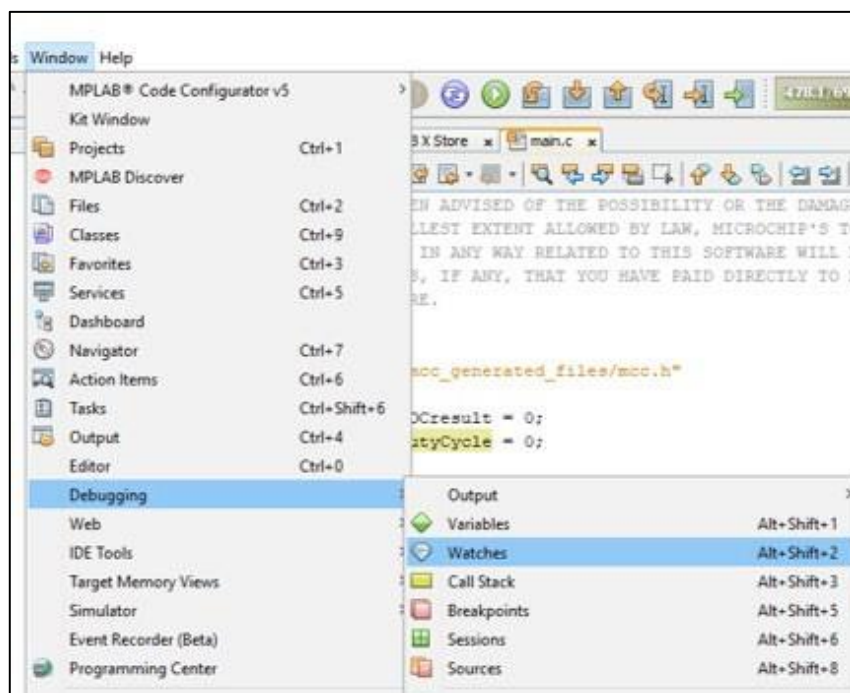 Window Help
MPLAB® Code Configurator v5
Kit Window
Projects Ctrl+1
X Store x main.c x
MPLAB Discover
Files Ctrl+2
EN ADVISED OF THE POSSIBILITY OR THE DAMAG
Classes Ctrl+9
LLEST EXTENT ALLOWED BY LAW, MICROCHIP'S T
IN ANY WAY RELATED TO THIS SOFTWARE WILL
Favorites Ctrl+3
, IF ANY, THAT YOU HAVE PAID DIRECTLY TO
Services Ctrl+5
RE.
Dashboard
Navigator Ctrl+7
Action Items Ctrl+6
mcc_generated_files/mcc.h"
Tasks Ctrl+Shift+6
DCresult = 0;
Output Ctrl+4
utyCycle = 0;
Editor Ctrl+0
Debugging
Output
Web
Variables Alt+Shift+1
IDE Tools
Watches Alt+Shift+2
Target Memory Views
Call Stack Alt+Shift+3
Simulator
Breakpoints Alt+Shift+5
Event Recorder (Beta)
Sessions Alt+Shift+6
Programming Center
Sources Alt+Shift+8